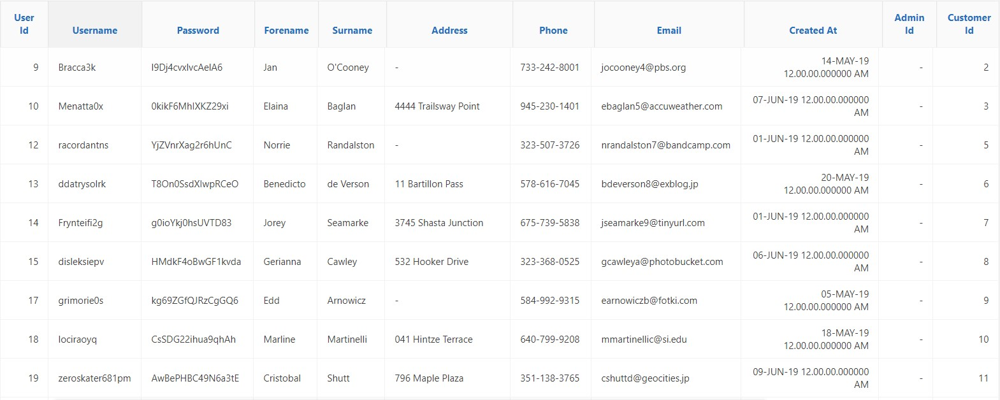 User Id Username Password Forename Surname Address Phone Email Created At Admin Id Customer Id
9 Bracca3k I9Dj4cvxlvcAelA6 Jan O'Cooney - 733-242-8001 jocooney4@pbs.org 14-MAY-19 12.00.00.000000 AM - 2
10 Menatta0x 0kikF6MhlXKZ29xi Elaina Baglan 4444 Trailsway Point 945-230-1401 ebaglan5@accuweather.com 07-JUN-19 12.00.00.000000 AM - 3
12 racordantns YjZVnrXag2r6hUnC Norrie Randalston - 323-507-3726 nrandalston7@bandcamp.com 01-JUN-19 12.00.00.000000 AM - 5
13 ddatrysolrk T8On0SsdXlwpRCeO Benedicto de Verson 11 Bartillon Pass 578-616-7045 bdeverson8@exblog.jp 20-MAY-19 12.00.00.000000 AM - 6
14 Frynteifi2g g0ioYkj0hsUVTD83 Jorey Seamarke 3745 Shasta Junction 675-739-5838 jseamarke9@tinyurl.com 01-JUN-19 12.00.00.000000 AM - 7
15 disleksiepv HMdkF4oBwGF1kvda Gerianna Cawley 532 Hooker Drive 323-368-0525 gcawleya@photobucket.com 06-JUN-19 12.00.00.000000 AM - 8
17 grimorie0s kg69ZGfQJRzCgGQ6 Edd Arnowicz - 584-992-9315 earnowiczb@fotki.com 05-MAY-19 12.00.00.000000 AM - 9
18 lociraoyq CsSDG22ihua9qhAh Marline Martinelli 041 Hintze Terrace 640-799-9208 mmartinellic@si.edu 18-MAY-19 12.00.00.000000 AM - 10
19 zeroskater681pm AwBePHBC49N6a3tE Cristobal Shutt 796 Maple Plaza 351-138-3765 cshuttd@geocities.jp 09-JUN-19 12.00.00.000000 AM - 11